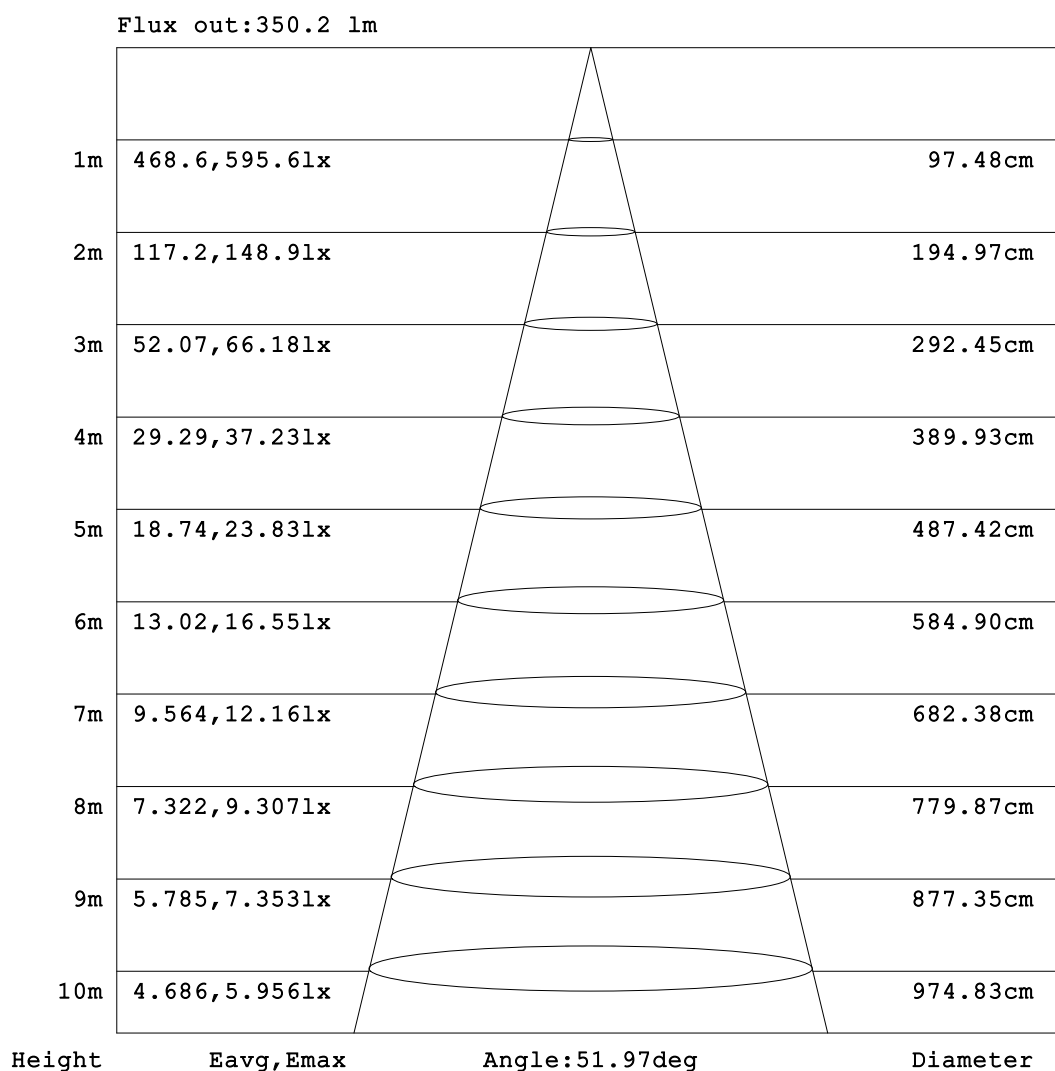 Flux out:350.2 lm
1m 468.6,595.6lx 97.48cm
2m 117.2,148.9lx 194.97cm
3m 52.07,66.18lx 292.45cm
4m 29.29,37.23lx 389.93cm
5m 18.74,23.83lx 487.42cm
6m 13.02,16.55lx 584.90cm
7m 9.564,12.16lx 682.38cm
8m 7.322,9.307lx 779.87cm
9m 5.785,7.353lx 877.35cm
10m 4.686,5.956lx 974.83cm
Height Eavg,Emax Angle:51.97deg Diameter